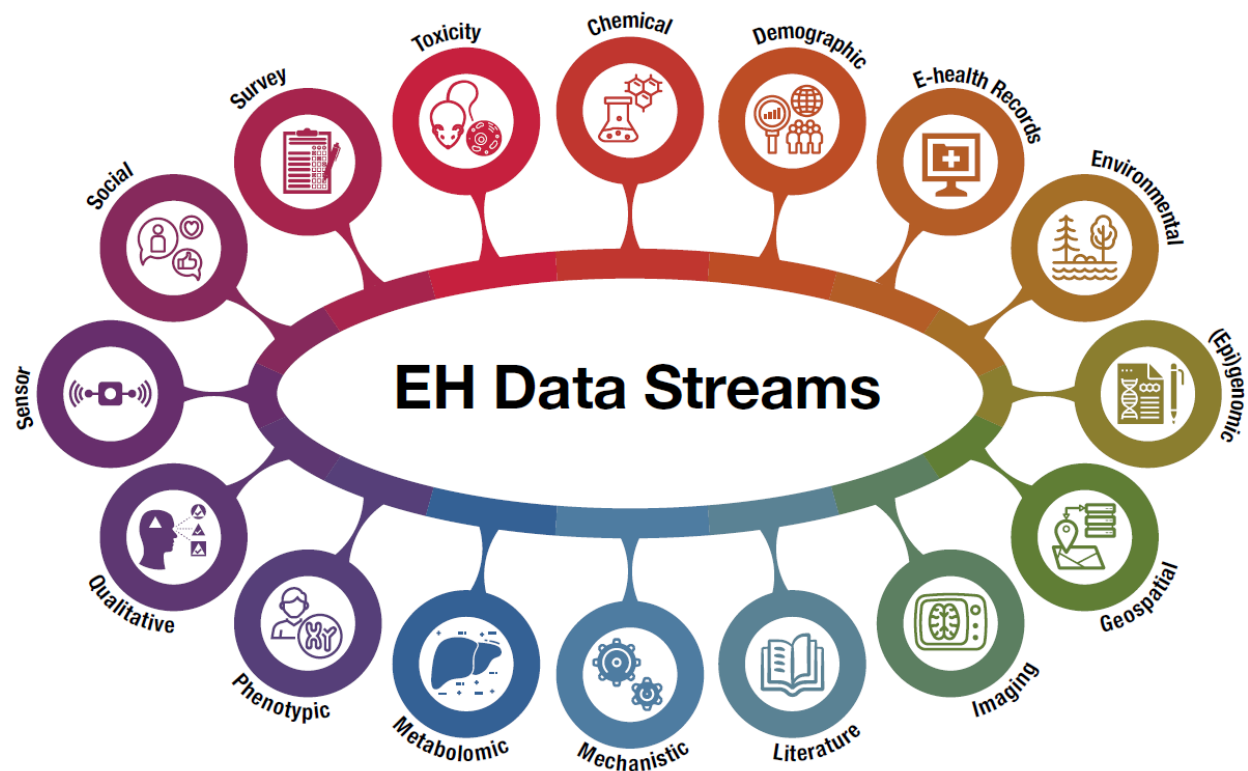 Chemical
Demographic
E-health Records
Environmental
(Epi)genomic
Geospatial
Imaging
Literature
Mechanistic
Metabolomic
Phenotypic
Qualitative
Sensor
Social
Survey
Toxicity
EH Data Streams